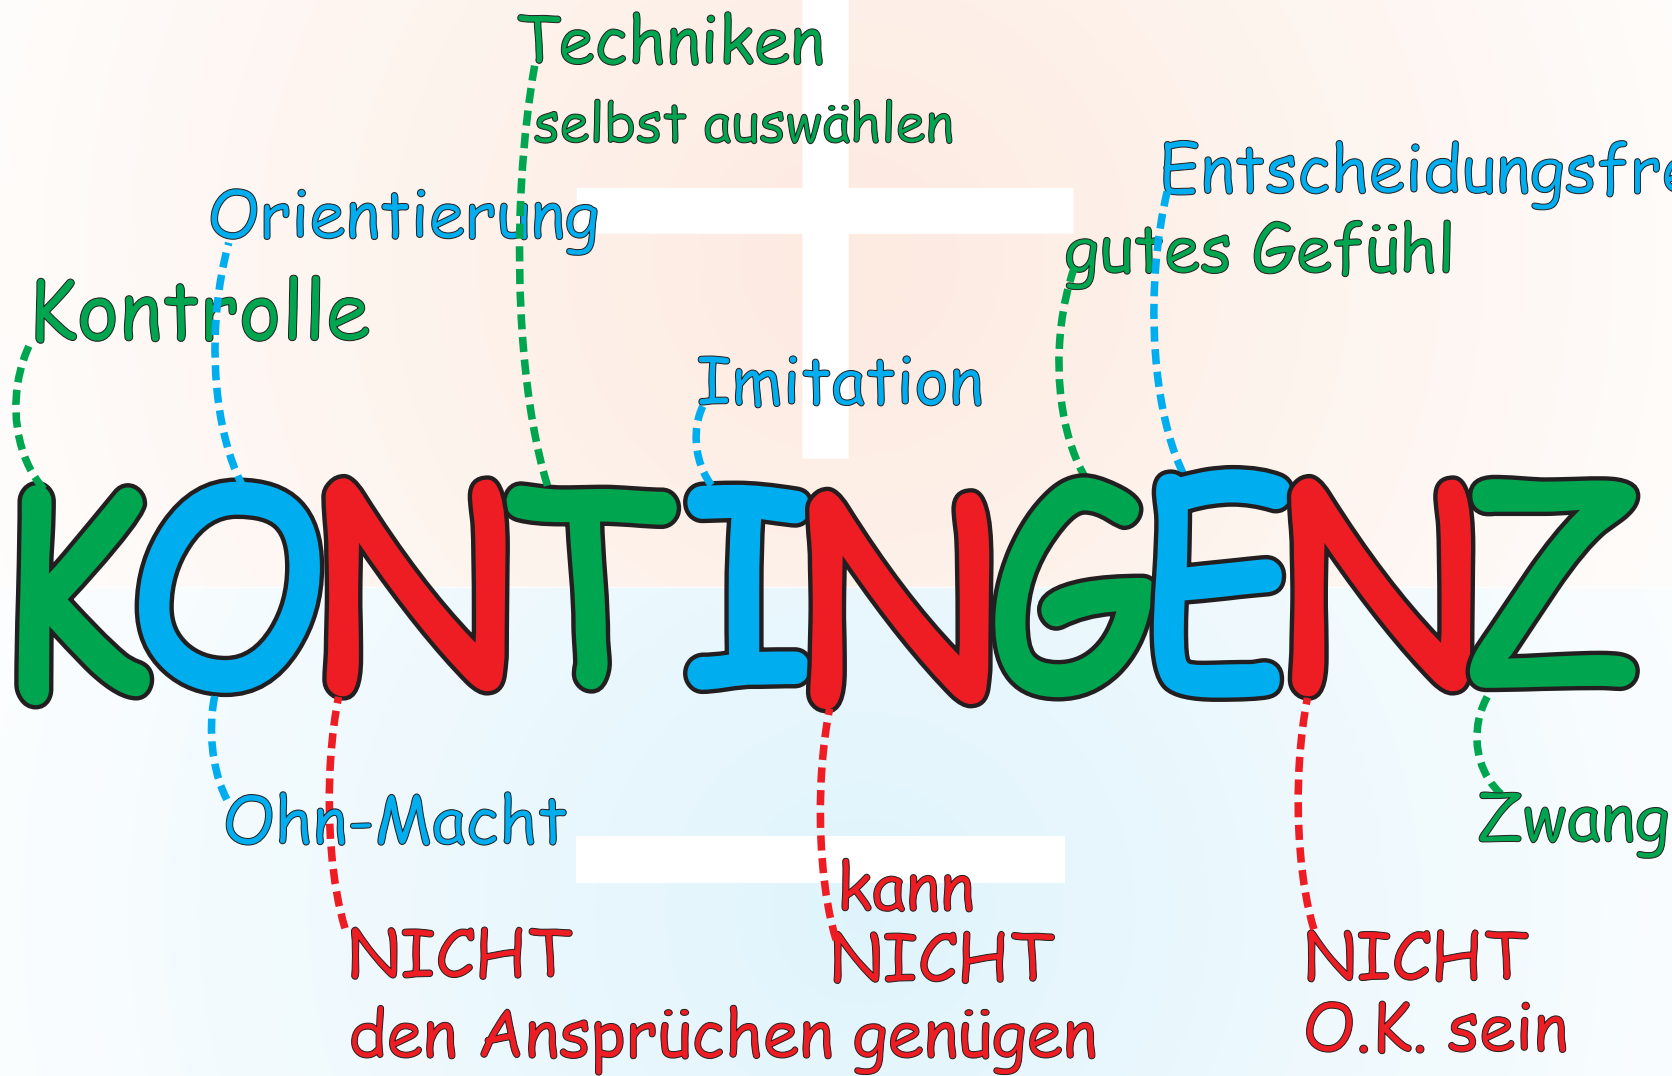 Techniken
selbst auswählen
Entscheidungsfre
Orientierung
gutes Gefühl
Kontrolle
Imitation
KONTINGENZ
Ohn-Macht
Zwang
kann
NICHT
NICHT
NICHT
den Ansprüchen genügen
O.K. sein